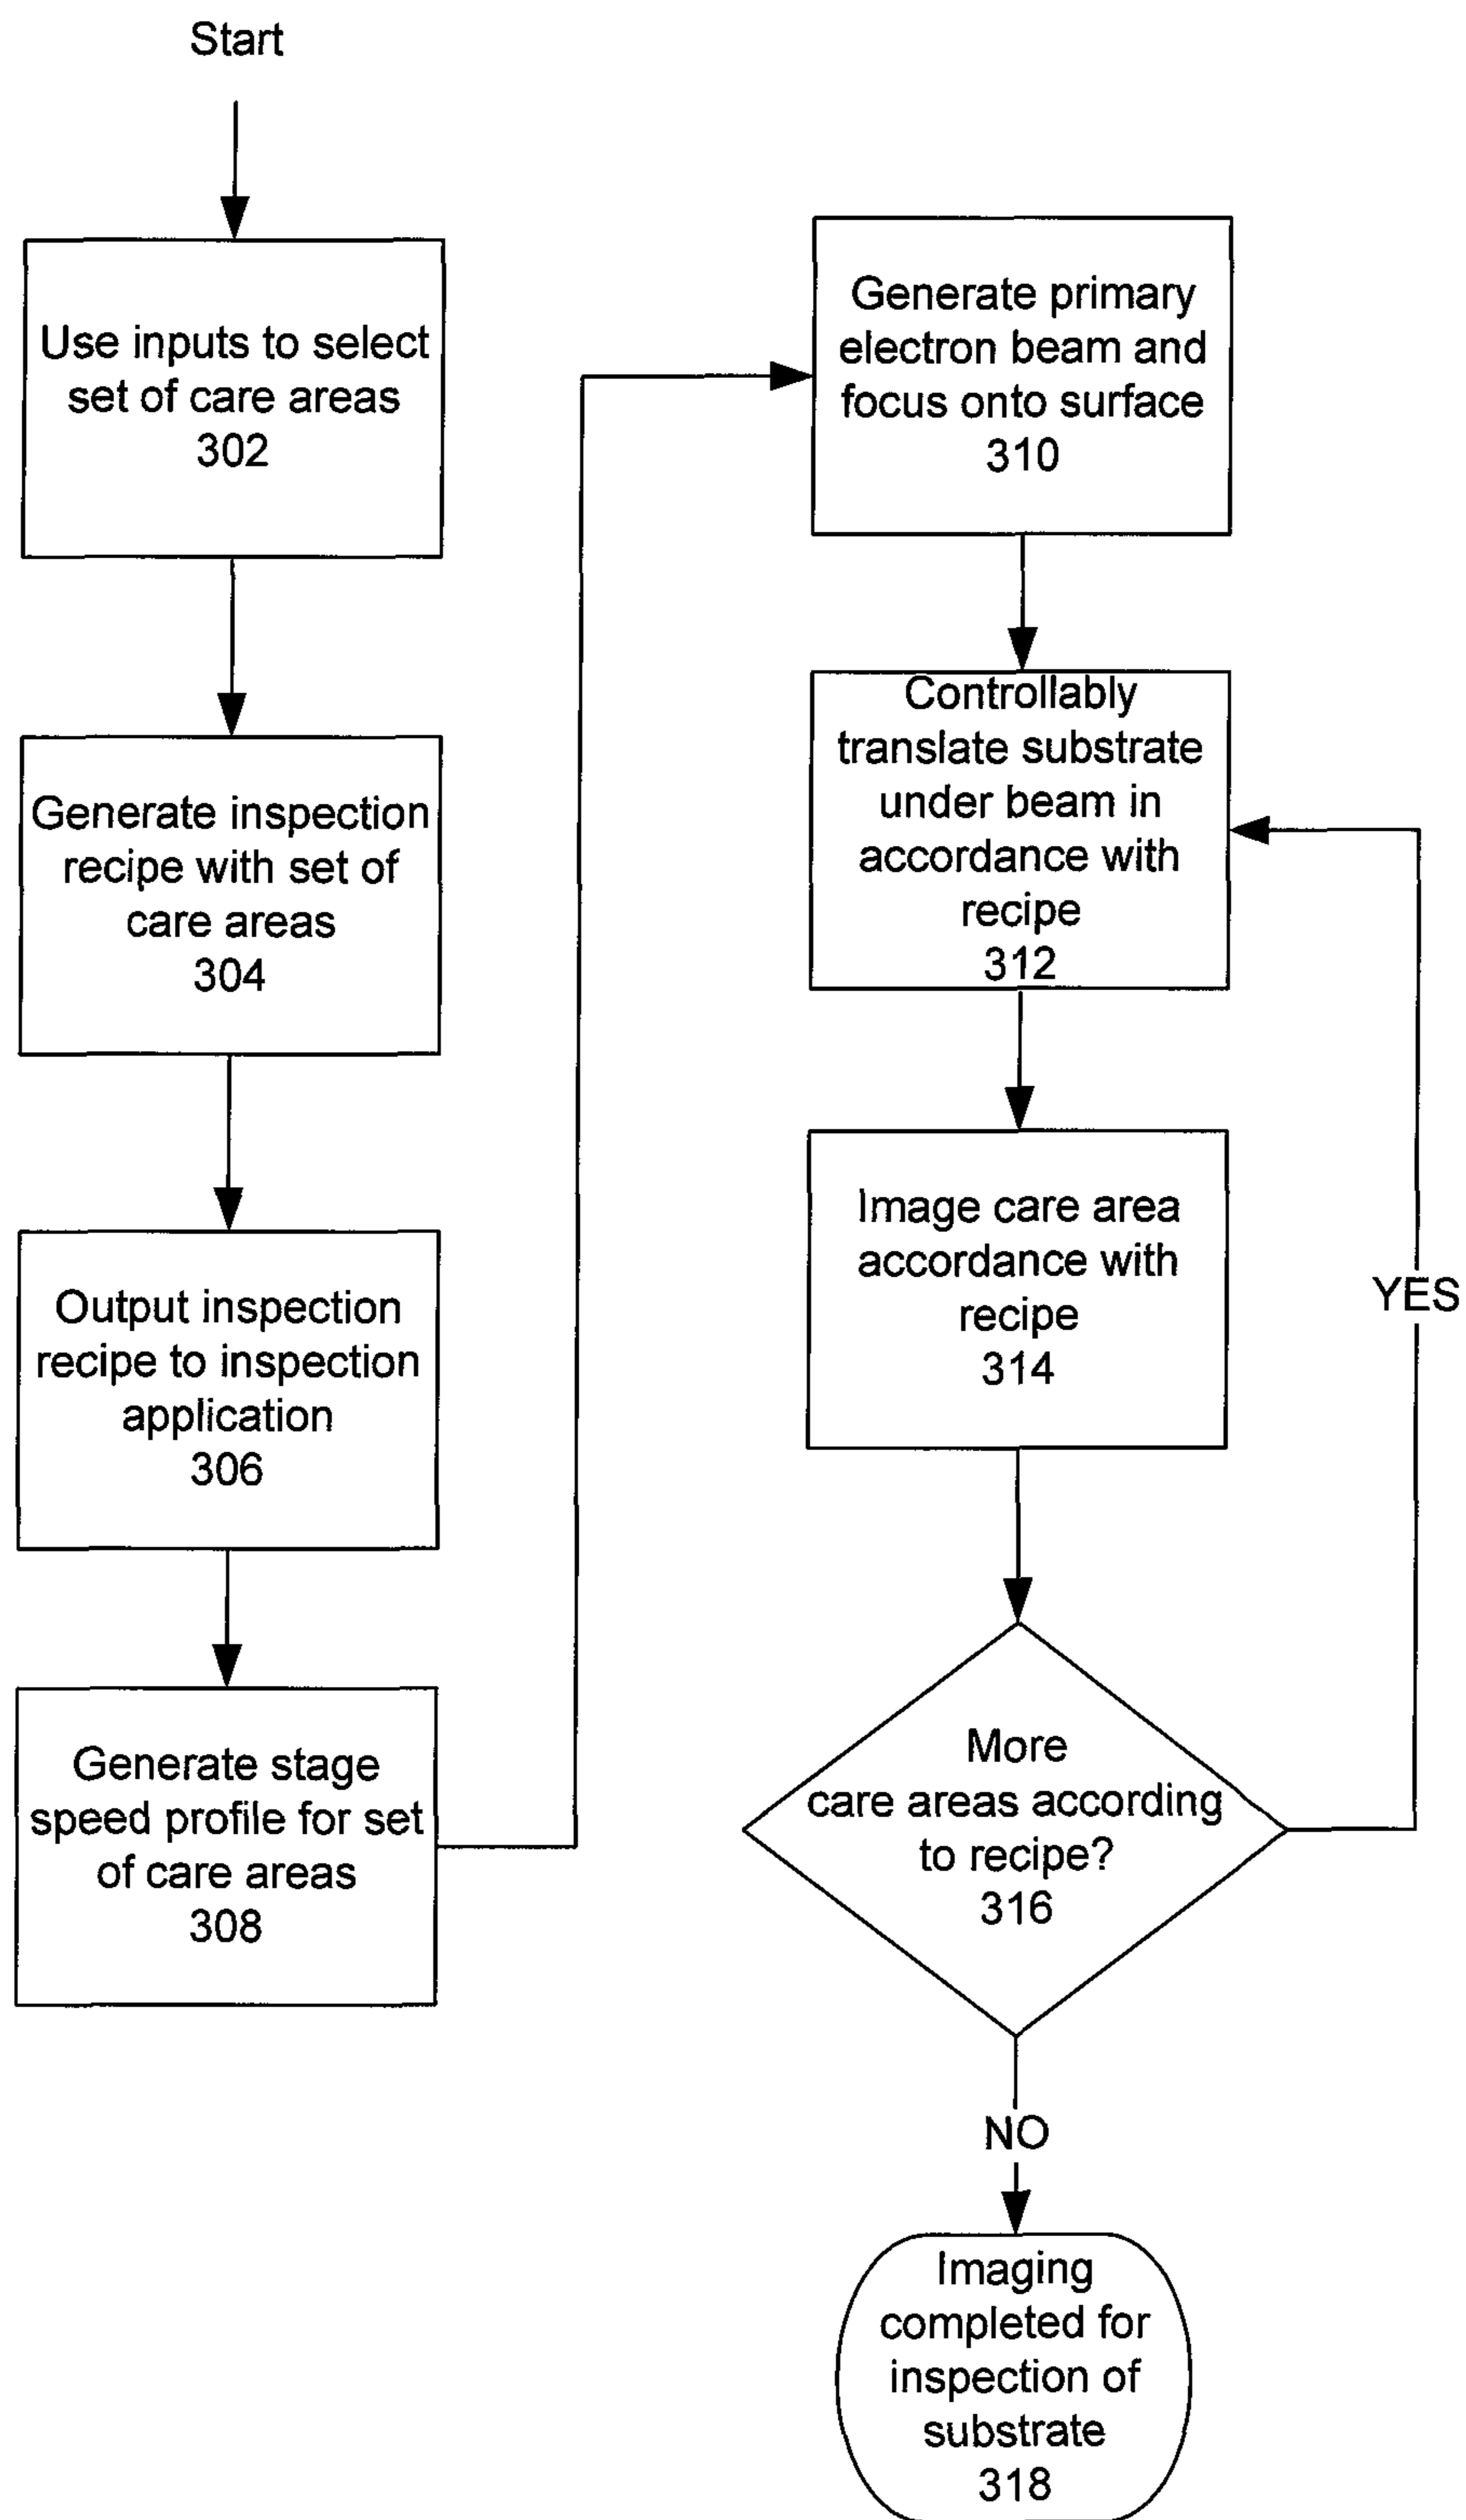 Start
Use inputs to select
set of care areas
302
Generate inspection
recipe with set of
care areas
304
Output inspection
recipe to inspection
application
306
Generate stage
speed profile for set
of care areas
308
Generate primary
electron beam and
focus onto surface
310
Controllably
translate substrate
under beam in
accordance with
recipe
312
Image care area
accordance with
recipe
314
More
care areas according
to recipe?
316
YES
NO
Imaging
completed for
inspection of
substrate
318